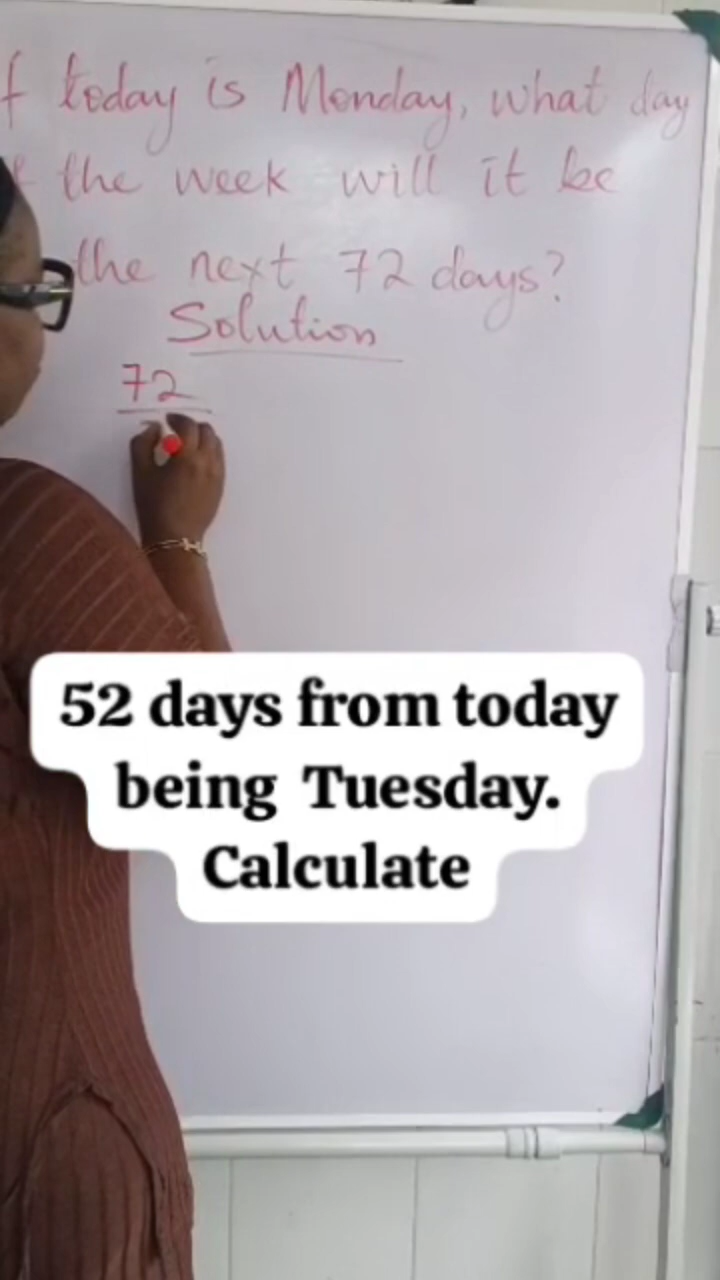 f today is Monday, what day
f the week will it be
the next 72 days?
Solution
72
52 days from today
being Tuesday.
Calculate